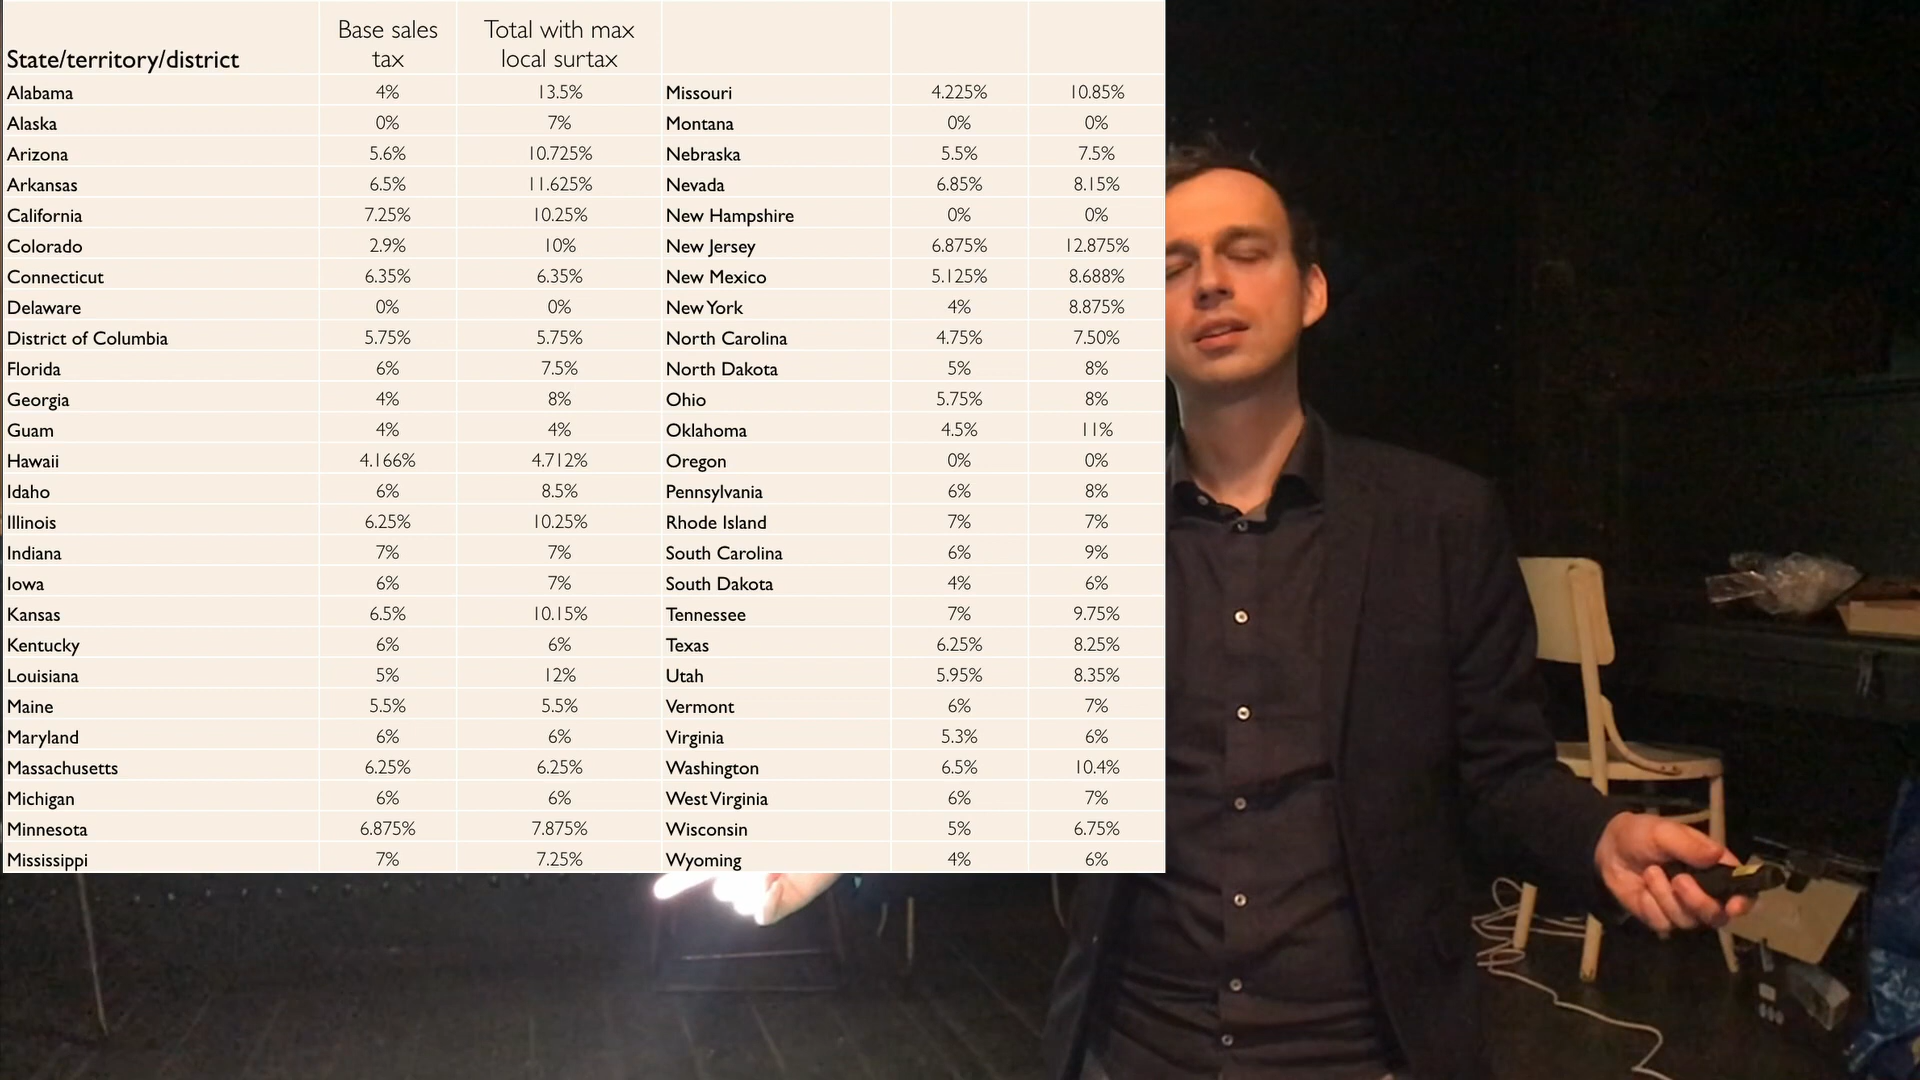 State/territory/district Base sales tax Total with max local surtax
Alabama 4% 13.5% Missouri 4.225% 10.85%
Alaska 0% 7% Montana 0% 0%
Arizona 5.6% 10.725% Nebraska 5.5% 7.5%
Arkansas 6.5% 11.625% Nevada 6.85% 8.15%
California 7.25% 10.25% New Hampshire 0% 0%
Colorado 2.9% 10% New Jersey 6.875% 12.875%
Connecticut 6.35% 6.35% New Mexico 5.125% 8.688%
Delaware 0% 0% New York 4% 8.875%
District of Columbia 5.75% 5.75% North Carolina 4.75% 7.50%
Florida 6% 7.5% North Dakota 5% 8%
Georgia 4% 8% Ohio 5.75% 8%
Guam 4% 4% Oklahoma 4.5% 11%
Hawaii 4.166% 4.712% Oregon 0% 0%
Idaho 6% 8.5% Pennsylvania 6% 8%
Illinois 6.25% 10.25% Rhode Island 7% 7%
Indiana 7% 7% South Carolina 6% 9%
Iowa 6% 7% South Dakota 4% 6%
Kansas 6.5% 10.15% Tennessee 7% 9.75%
Kentucky 6% 6% Texas 6.25% 8.25%
Louisiana 5% 12% Utah 5.95% 8.35%
Maine 5.5% 5.5% Vermont 6% 7%
Maryland 6% 6% Virginia 5.3% 6%
Massachusetts 6.25% 6.25% Washington 6.5% 10.4%
Michigan 6% 6% West Virginia 6% 7%
Minnesota 6.875% 7.875% Wisconsin 5% 6.75%
Mississippi 7% 7.25% Wyoming 4% 6%